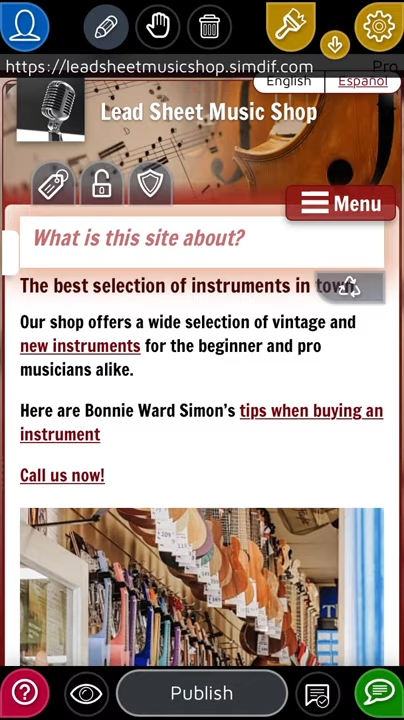 https://leadsheetmusicshop.simdif.com
Pro
English Español
Lead Sheet Music Shop
Menu
What is this site about?
The best selection of instruments in town
Our shop offers a wide selection of vintage and
new instruments for the beginner and pro
musicians alike.
Here are Bonnie Ward Simon's tips when buying an
instrument
Call us now!
Publish